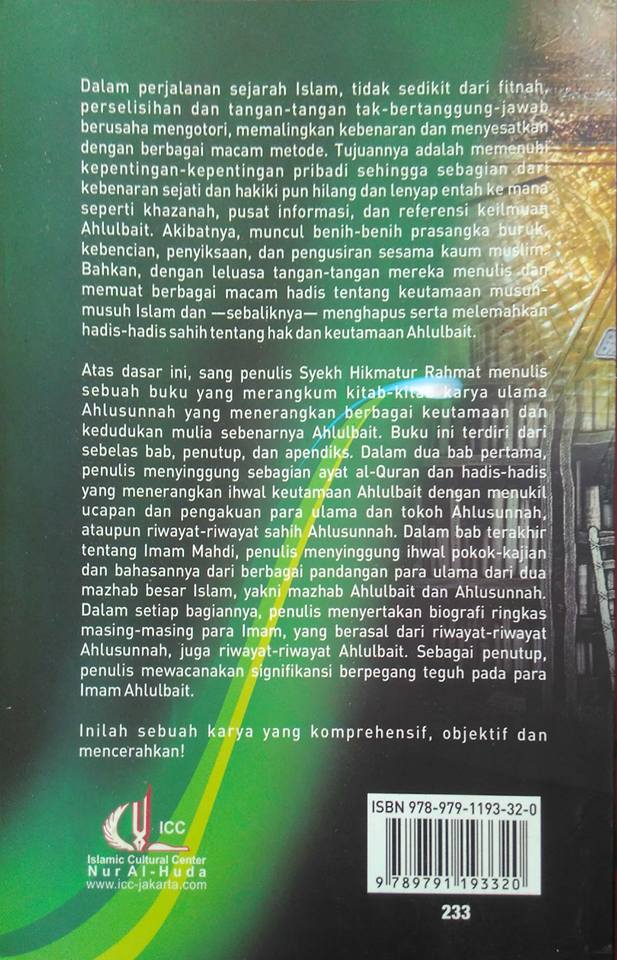 Dalam perjalanan sejarah Islam, tidak sedikit dari fitnah,
perselisihan dan tangan-tangan tak-bertanggung-jawab
berusaha mengotori, memalingkan kebenaran dan menyesatkan
dengan berbagai macam metode. Tujuannya adalah memenuhi
kepentingan-kepentingan pribadi sehingga sebagian dari
kebenaran sejati dan hakiki pun hilang dan lenyap entah ke mana
seperti khazanah, pusat informasi, dan referensi keilmuan
Ahlulbait. Akibatnya, muncul benih-benih prasangka buruk,
kebencian, penyiksaan, dan pengusiran sesama kaum muslim.
Bahkan, dengan leluasa tangan-tangan mereka menulis dan
memuat berbagai macam hadis tentang keutamaan musuh-
musuh Islam dan —sebaliknya— menghapus serta melemahkan
hadis-hadis sahih tentang hak dan keutamaan Ahlulbait.
Atas dasar ini, sang penulis Syekh Hikmatur Rahmat menulis
sebuah buku yang merangkum kitab-kitab karya ulama
Ahlusunnah yang menerangkan berbagai keutamaan dan
kedudukan mulia sebenarnya Ahlulbait. Buku ini terdiri dari
sebelas bab, penutup, dan apendiks. Dalam dua bab pertama,
penulis menyinggung sebagian ayat al-Quran dan hadis-hadis
yang menerangkan ihwal keutamaan Ahlulbait dengan menukil
ucapan dan pengakuan para ulama dan tokoh Ahlusunnah,
ataupun riwayat-riwayat sahih Ahlusunnah. Dalam bab terakhir
tentang Imam Mahdi, penulis menyinggung ihwal pokok-kajian
dan bahasannya dari berbagai pandangan para ulama dari dua
mazhab besar Islam, yakni mazhab Ahlulbait dan Ahlusunnah.
Dalam setiap bagiannya, penulis menyertakan biografi ringkas
masing-masing para Imam, yang berasal dari riwayat-riwayat
Ahlusunnah, juga riwayat-riwayat Ahlulbait. Sebagai penutup,
penulis mewacanakan signifikansi berpegang teguh pada para
Imam Ahlulbait.
Inilah sebuah karya yang komprehensif, objektif dan
mencerahkan!
ICC
Islamic Cultural Center
Nur Al-Huda
www.icc-jakarta.com
ISBN 978-979-1193-32-0
9 789791 193320
233